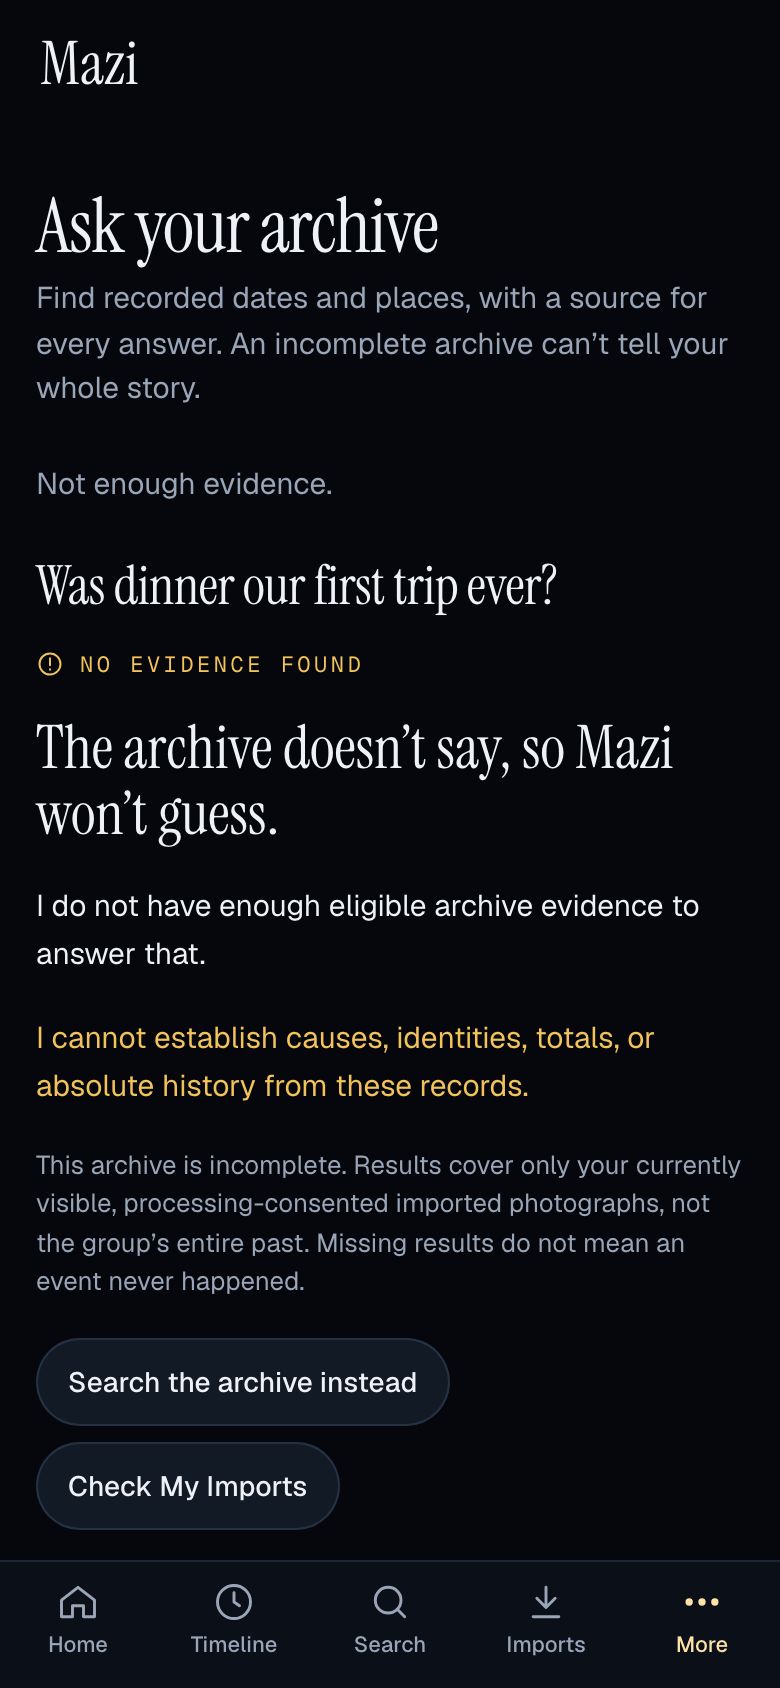 Mazi
Ask your archive
Find recorded dates and places, with a source for
every answer. An incomplete archive can’t tell your
whole story.
Not enough evidence.
Was dinner our first trip ever?
NO EVIDENCE FOUND
The archive doesn’t say, so Mazi
won’t guess.
I do not have enough eligible archive evidence to
answer that.
I cannot establish causes, identities, totals, or
absolute history from these records.
This archive is incomplete. Results cover only your currently
visible, processing-consented imported photographs, not
the group’s entire past. Missing results do not mean an
event never happened.
Search the archive instead
Check My Imports
Home Timeline Search Imports More